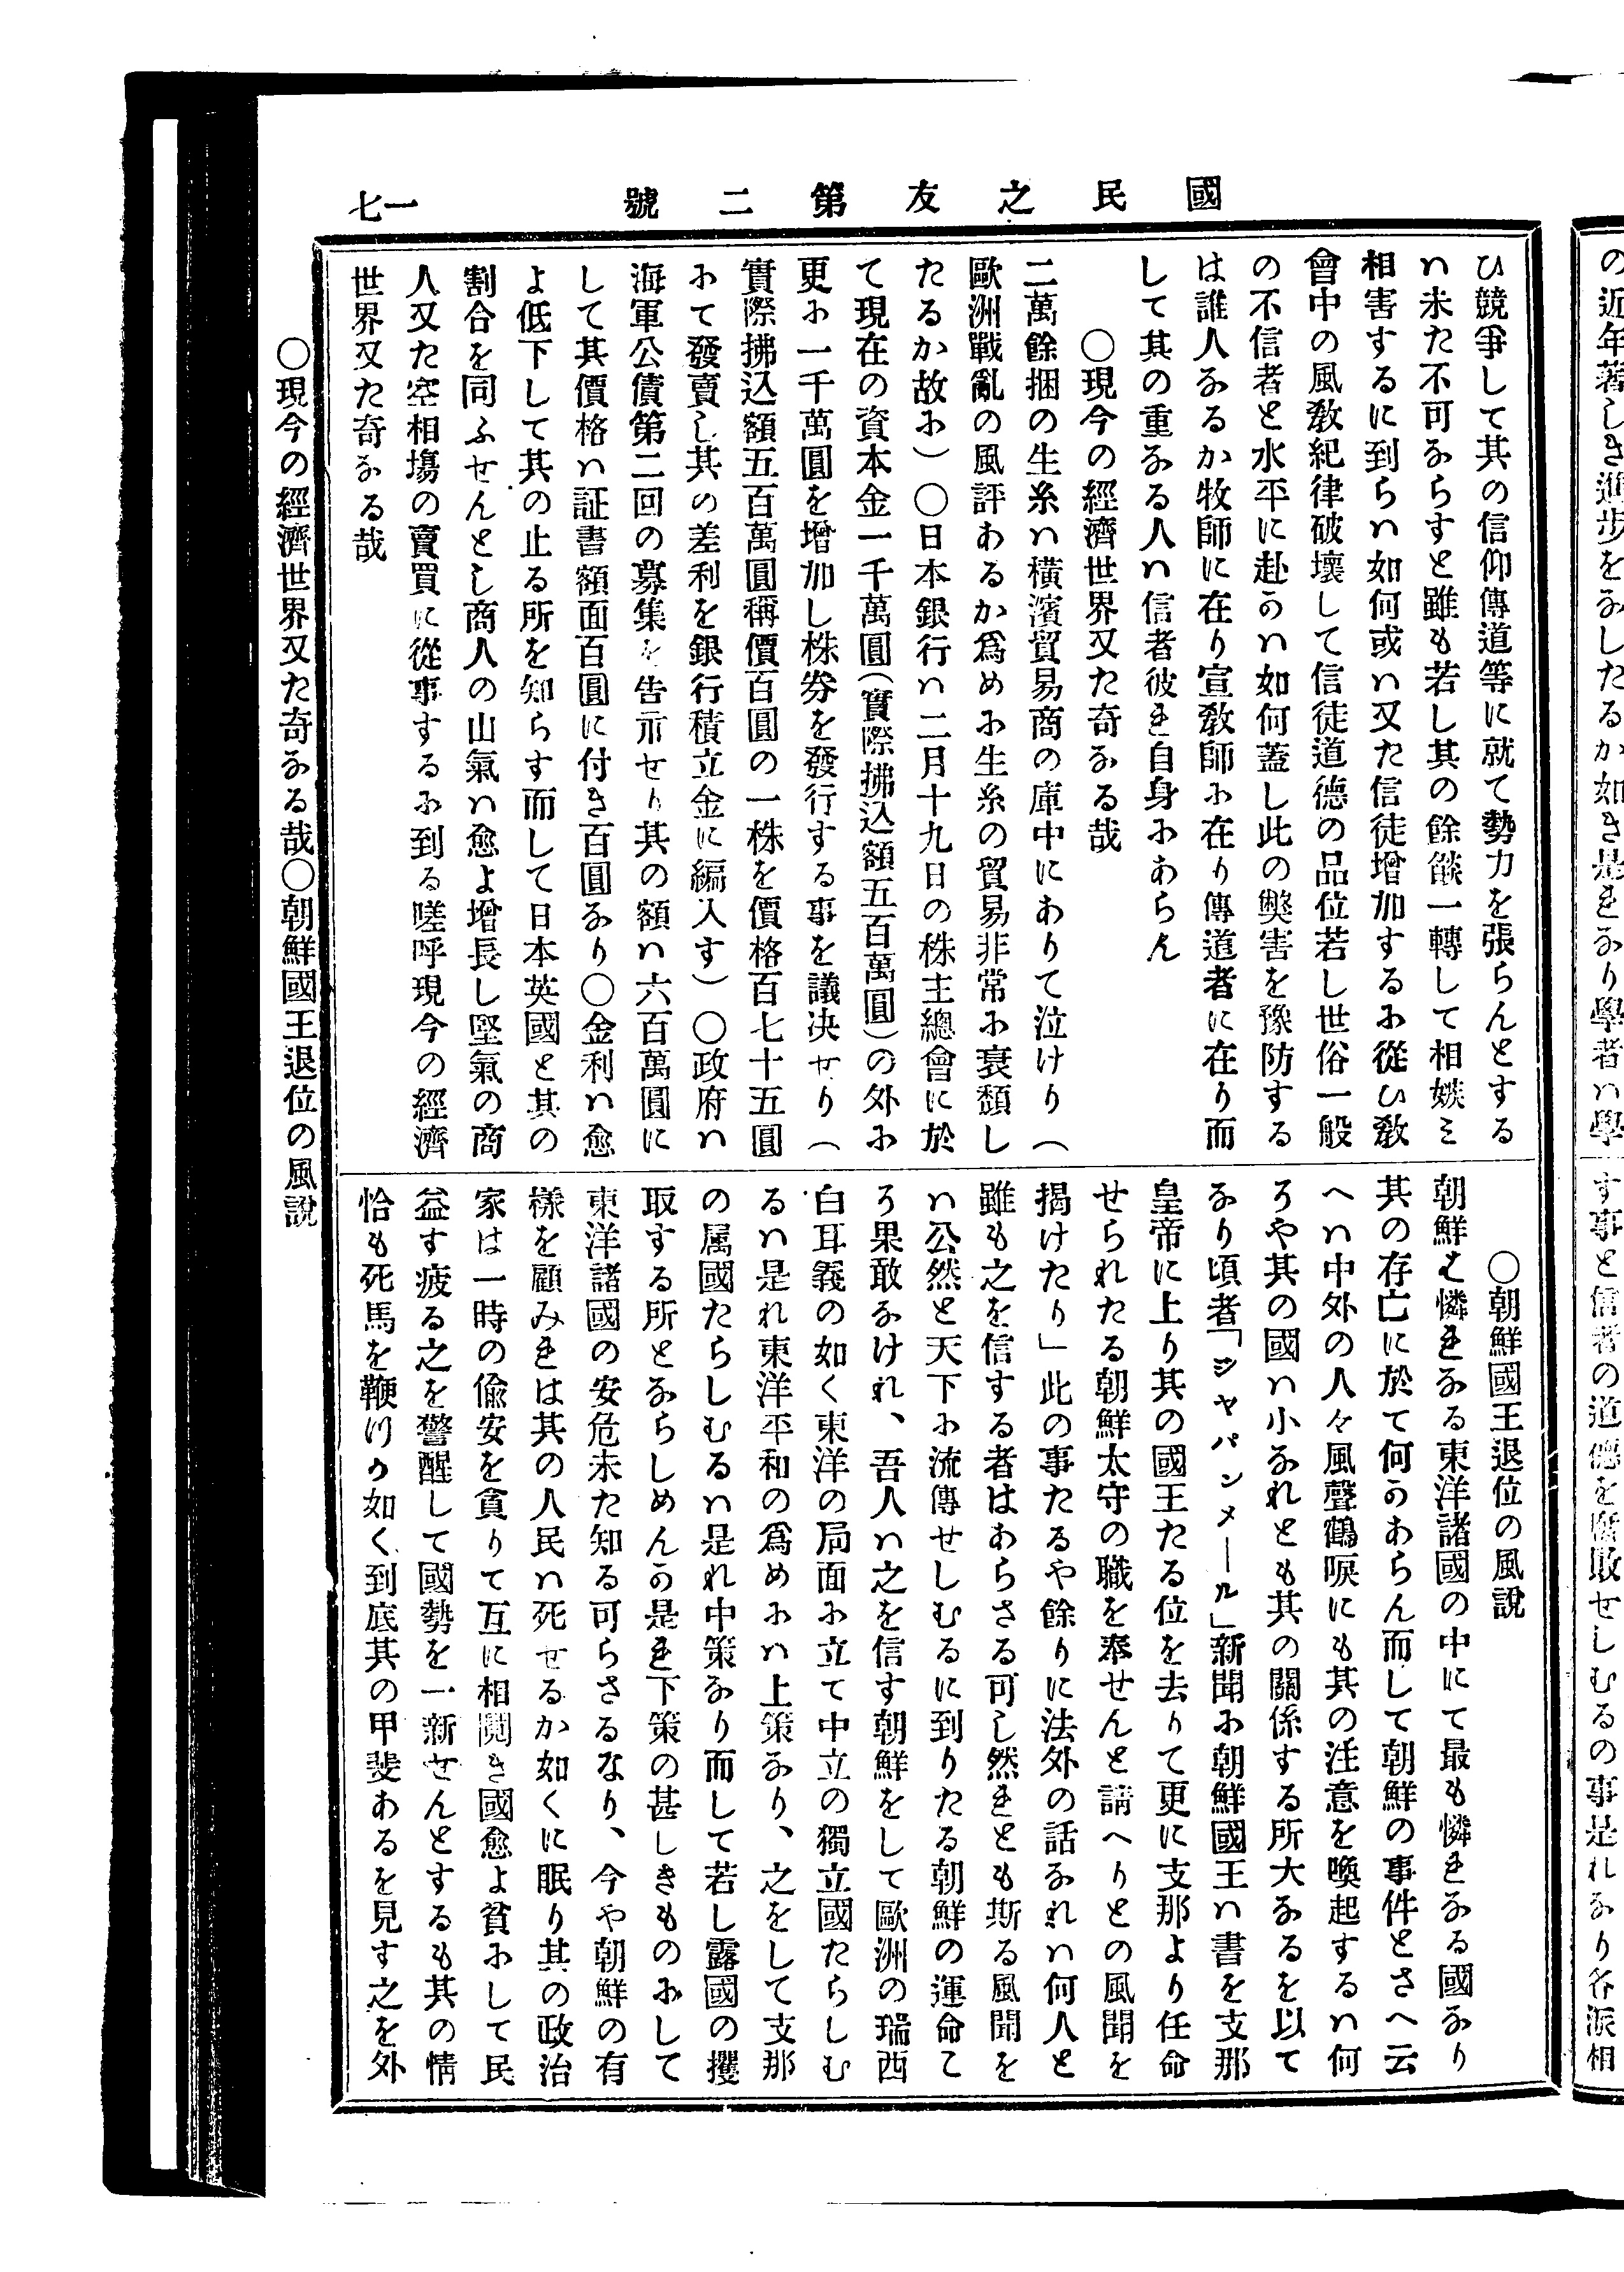 國民之友第二號
一七
ひ競爭して其の信仰傳道等に就て勢力を張らんとする
ハ未た不可ならすと雖も若し其の餘燄一轉して相嫉ミ
相害するに到らハ如何或ハ又た信徒增加するに從ひ敎
會中の風敎紀律破壞して信徒道德の品位若し世俗一般
の不信者と水平に赴かハ如何蓋し此の弊害を豫防する
は誰人なるか牧師に在り宣敎師に在り傳道者に在り而
して其の重なる人ハ信者彼れ自身にあらん
〇現今の經濟世界又た奇なる哉
二萬餘捆の生糸ハ橫濱貿易商の庫中にありて泣けり(
歐洲戰亂の風評あるか爲めに生糸の貿易非常に衰頽し
たるか故に)〇日本銀行ハ二月十九日の株主總會に於
て現在の資本金一千萬圓(實際拂込額五百萬圓)の外に
更に一千萬圓を增加し株劵を發行する事を議决せり(
實際拂込額五百萬圓稱價百圓の一株を價格百七十五圓
にて發賣し其の差利を銀行積立金に編入す)〇政府ハ
海軍公債第二回の募集を告示せり其の額ハ六百萬圓に
して其價格ハ証書額面百圓に付き百圓なり〇金利ハ愈
よ低下して其の止る所を知らす而して日本英國と其の
割合を同ふせんとし商人の山氣ハ愈よ增長し堅氣の商
人又た空相塲の賣買に從事するに到る嗟呼現今の經濟
世界又た奇なる哉
〇朝鮮國王退位の風說
朝鮮は憐れなる東洋諸國の中にて最も憐れなる國なり
其の存亡に於て何かあらん而して朝鮮の事件とさへ云
へハ中外の人々風聲鶴唳にも其の注意を喚起するハ何
ろや其の國ハ小なれとも其の關係する所大なるを以て
なり頃者「ジャパンメール」新聞に朝鮮國王ハ書を支那
皇帝に上り其の國王たる位を去りて更に支那より任命
せられたる朝鮮太守の職を奉せんと請へりとの風聞を
揭けたり」此の事たるや餘りに法外の話なれハ何人と
雖も之を信する者はあらさる可し然れとも斯る風聞を
ハ公然と天下に流傳せしむるに到りたる朝鮮の運命こ
ろ果敢なけれ、吾人ハ之を信す朝鮮をして歐洲の瑞西
白耳義の如く東洋の局面に立て中立の獨立國たらしむ
るハ是れ東洋平和の爲めにハ上策なり、之をして支那
の属國たらしむるハ是れ中策なり而して若し露國の攫
取する所とならしめんか是れ下策の甚しきものにして
東洋諸國の安危未た知る可らさるなり、今や朝鮮の有
樣を顧みれは其の人民ハ死せるか如くに眠り其の政治
家は一時の偸安を貪りて互に相鬩き國愈よ貧にして民
益す疲る之を警醒して國勢を一新せんとするも其の情
恰も死馬を鞭つか如く到底其の甲斐あるを見す之を外
〇現今の經濟世界又た奇なる哉〇朝鮮國王退位の風說
の近年著しき進步をなしたるか如き是れなり學者ハ學
す事と信者の道德を腐敗せしむるの事是れなり各派相